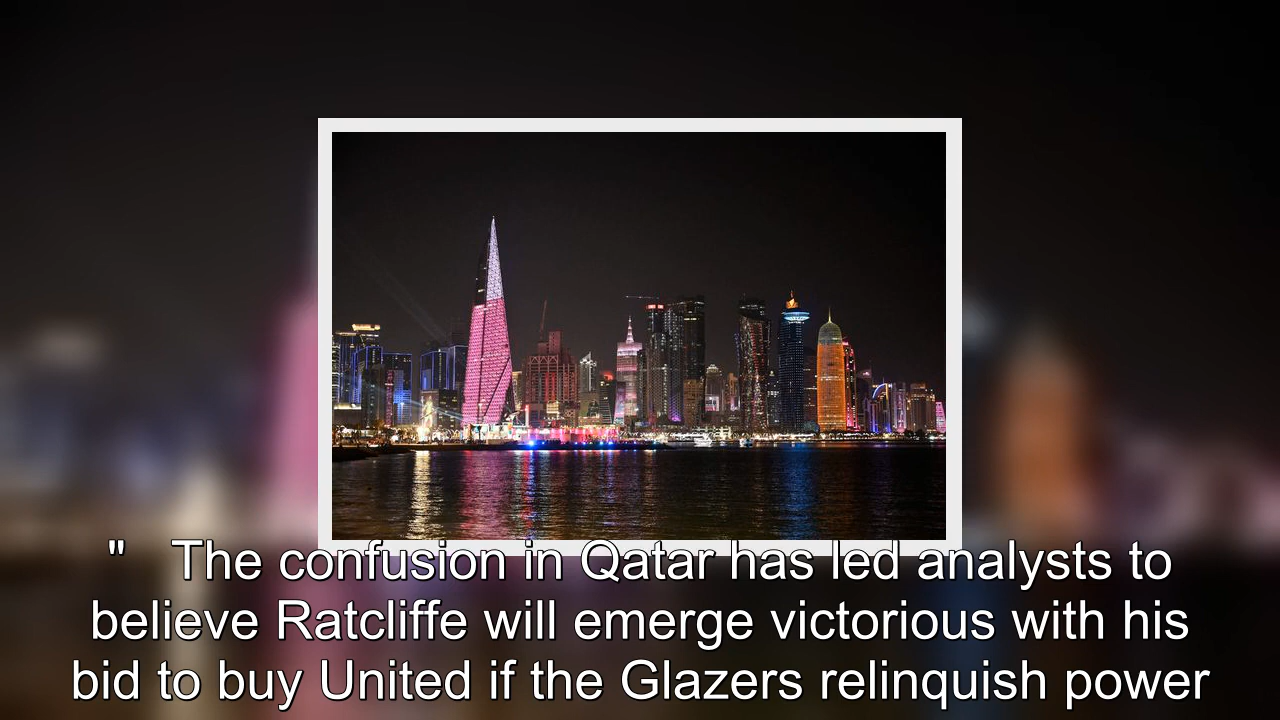 " The confusion in Qatar has led analysts to
believe Ratcliffe will emerge victorious with his
bid to buy United if the Glazers relinquish power